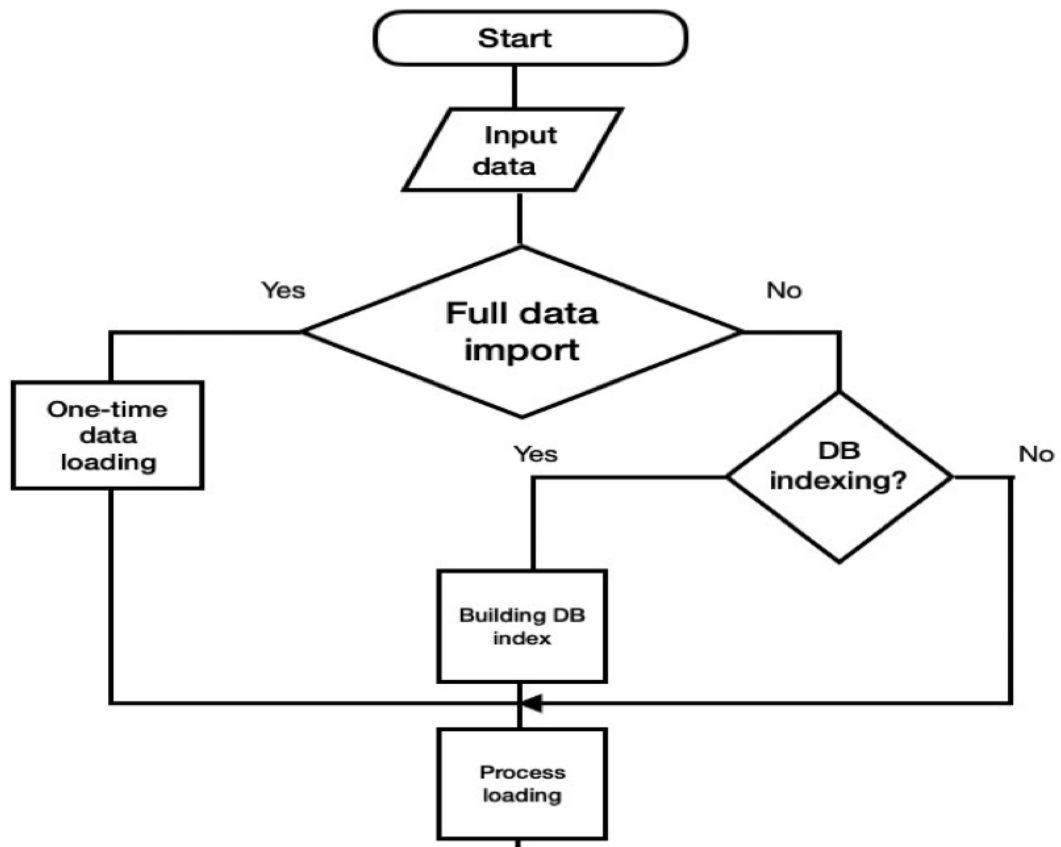 Start
Input
data
Yes
No
Full data
import
One-time
data
loading
Yes
No
DB
indexing?
Building DB
index
Process
loading